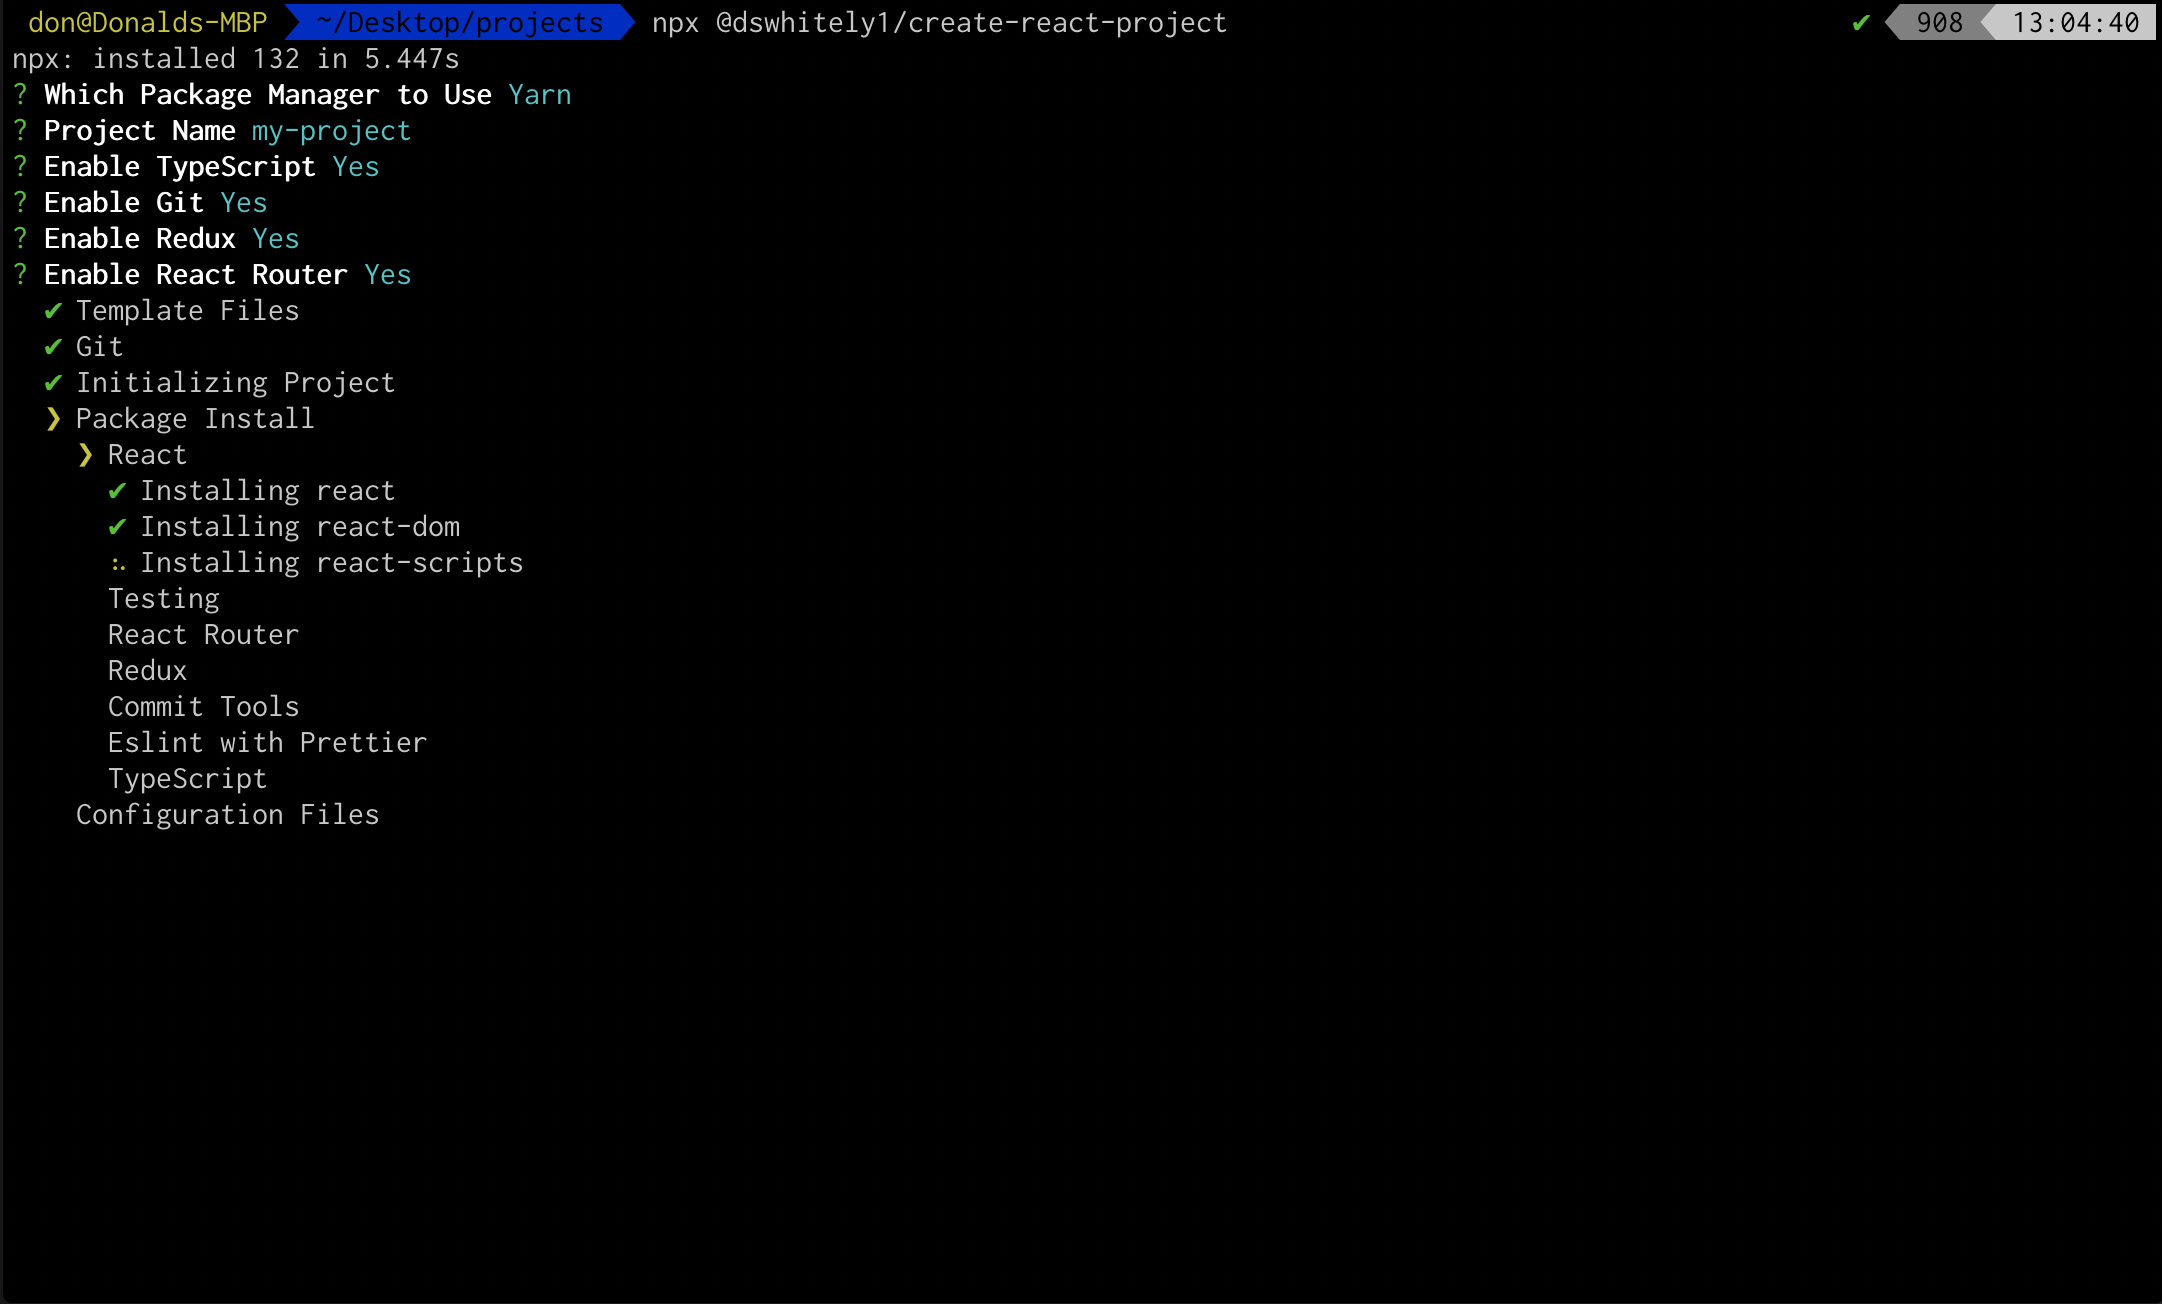 don@Donalds-MBP ~/Desktop/projects npx @dswhitely1/create-react-project ✔ 908 13:04:40
npx: installed 132 in 5.447s
? Which Package Manager to Use Yarn
? Project Name my-project
? Enable TypeScript Yes
? Enable Git Yes
? Enable Redux Yes
? Enable React Router Yes
✔ Template Files
✔ Git
✔ Initializing Project
❯ Package Install
❯ React
✔ Installing react
✔ Installing react-dom
⠦ Installing react-scripts
Testing
React Router
Redux
Commit Tools
Eslint with Prettier
TypeScript
Configuration Files